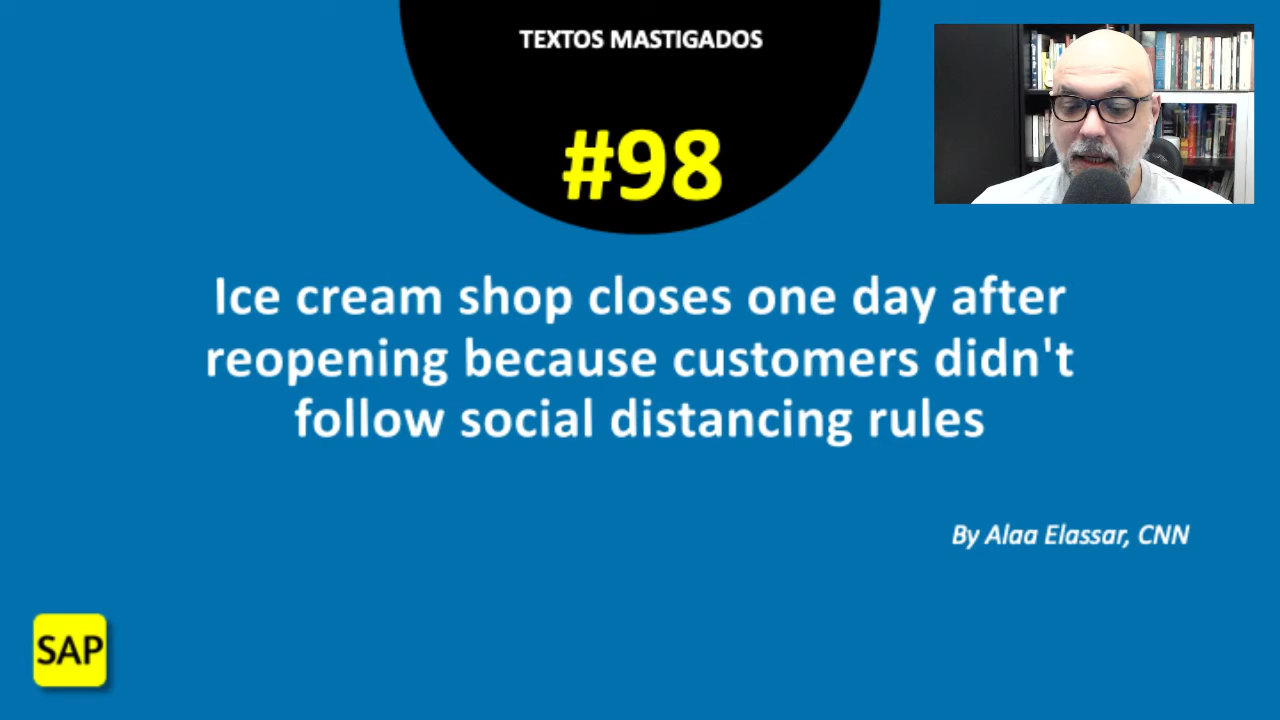 TEXTOS MASTIGADOS
#98
Ice cream shop closes one day after
reopening because customers didn't
follow social distancing rules
By Alaa Elassar, CNN
SAP